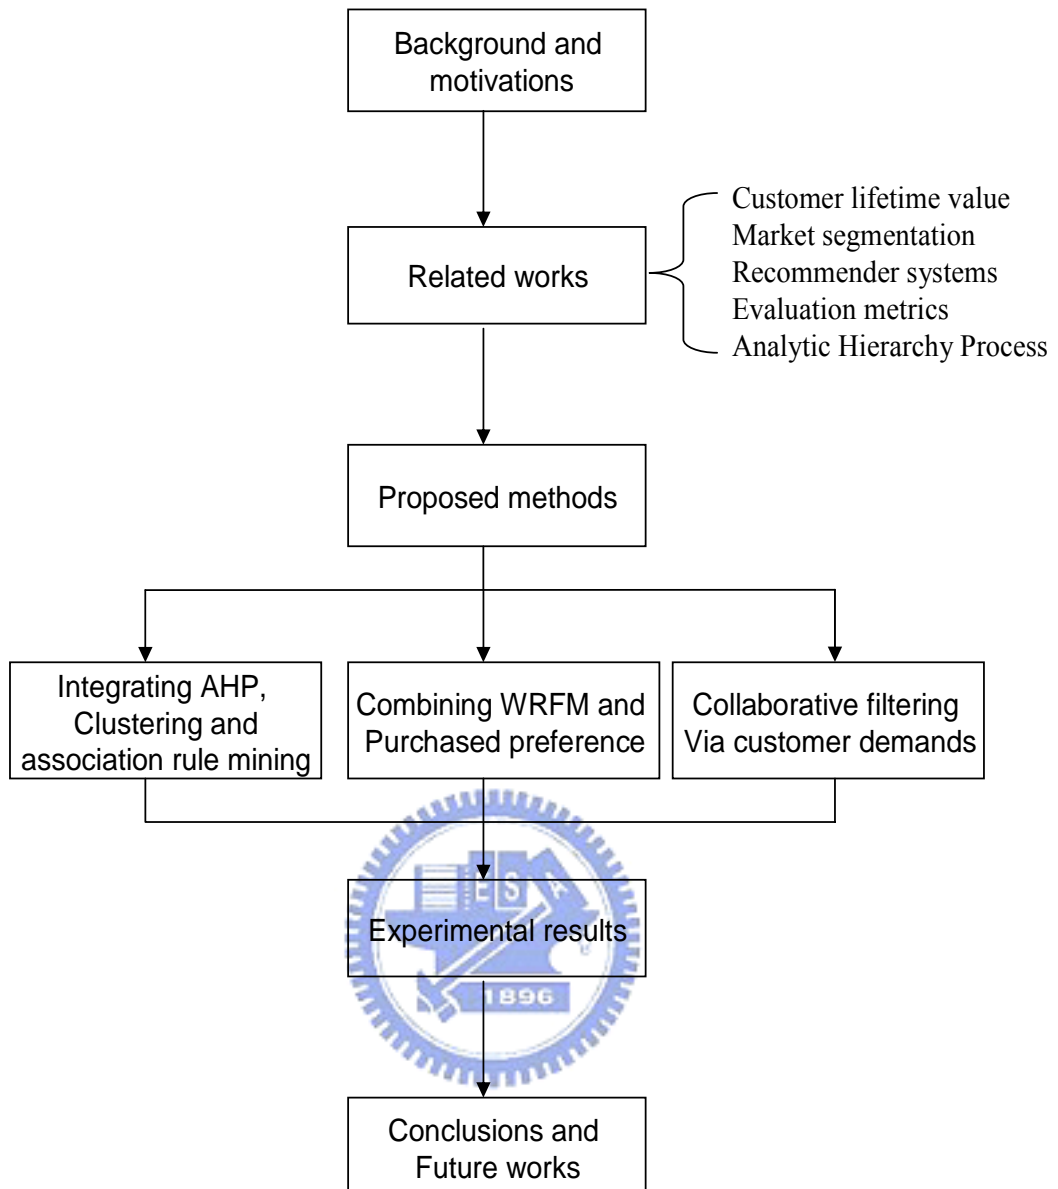 Background and
motivations
Related works
Customer lifetime value
Market segmentation
Recommender systems
Evaluation metrics
Analytic Hierarchy Process
Proposed methods
Integrating AHP,
Clustering and
association rule mining
Combining WRFM and
Purchased preference
Collaborative filtering
Via customer demands
E S A
Experimental results
1896
Conclusions and
Future works